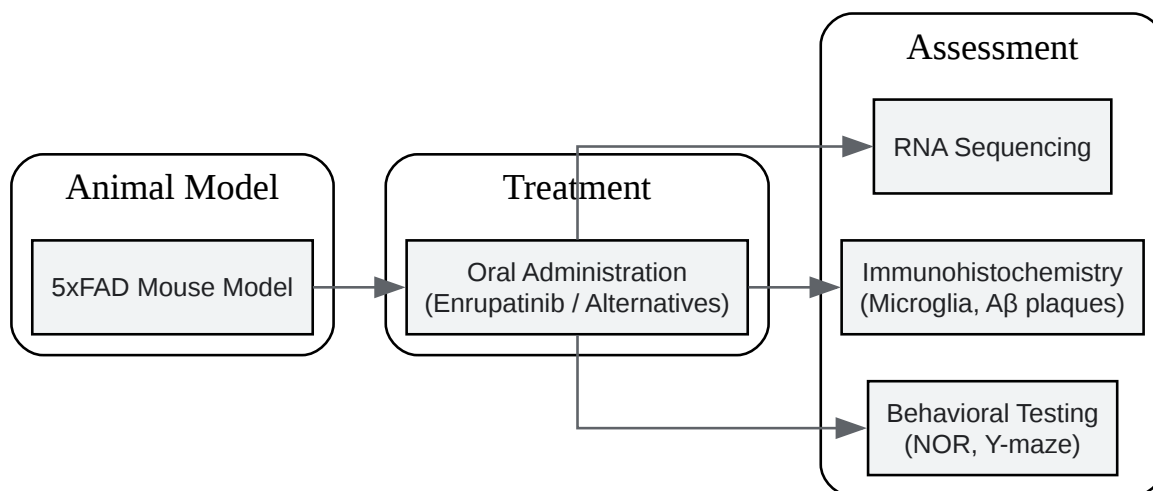 Animal Model
5xFAD Mouse Model
Treatment
Oral Administration
(Enrupatinib / Alternatives)
Assessment
RNA Sequencing
Immunohistochemistry
(Microglia, Aβ plaques)
Behavioral Testing
(NOR, Y-maze)